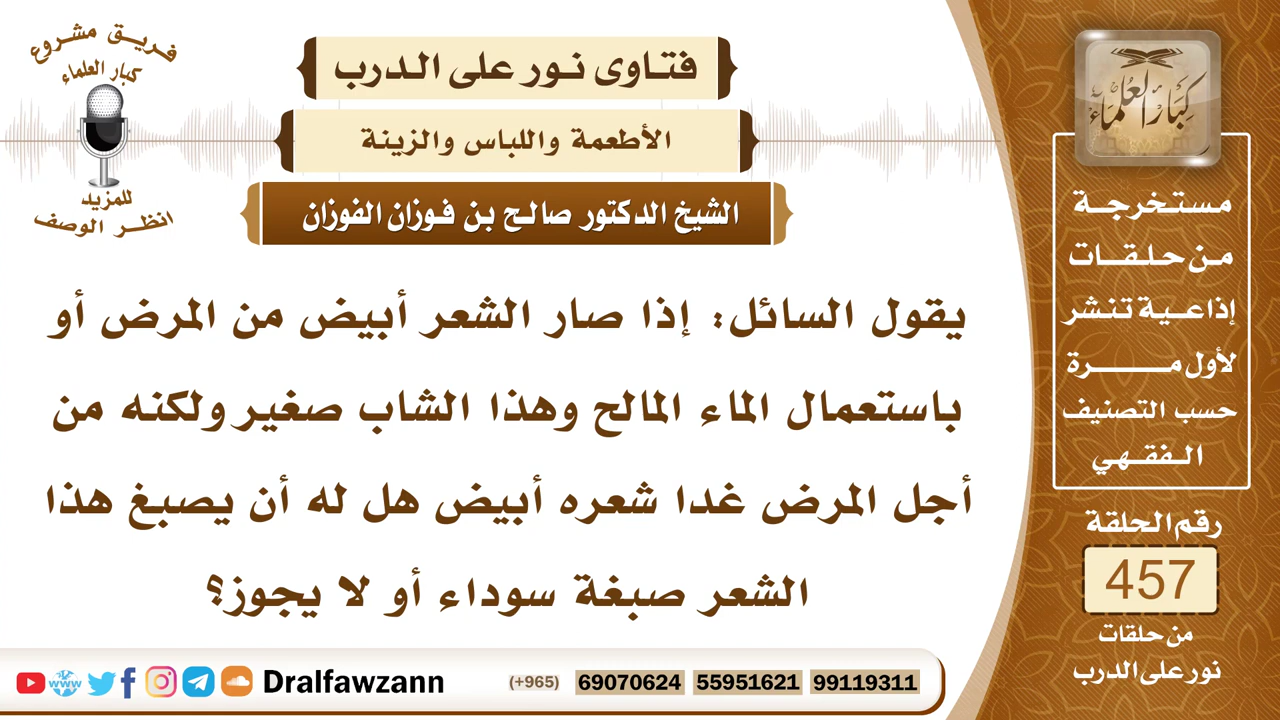 فريق مشروع
كبار العلماء
للمزيد
انظر الوصف
فتاوى نور على الدرب
الأطعمة واللباس والزينة
الشيخ الدكتور صالح بن فوزان الفوزان
يقول السائل: إذا صار الشعر أبيض من المرض أو
باستعمال الماء المالح وهذا الشاب صغير ولكنه من
أجل المرض غدا شعره أبيض هل له أن يصبغ هذا
الشعر صبغة سوداء أو لا يجوز؟
كبار العلماء
مستخرجة
من حلقات
إذاعية تنشر
لأول مرة
حسب التصنيف
الفقهي
رقم الحلقة
457
من حلقات
نور على الدرب
www
Dralfawzann
(+965) 69070624 55951621 99119311